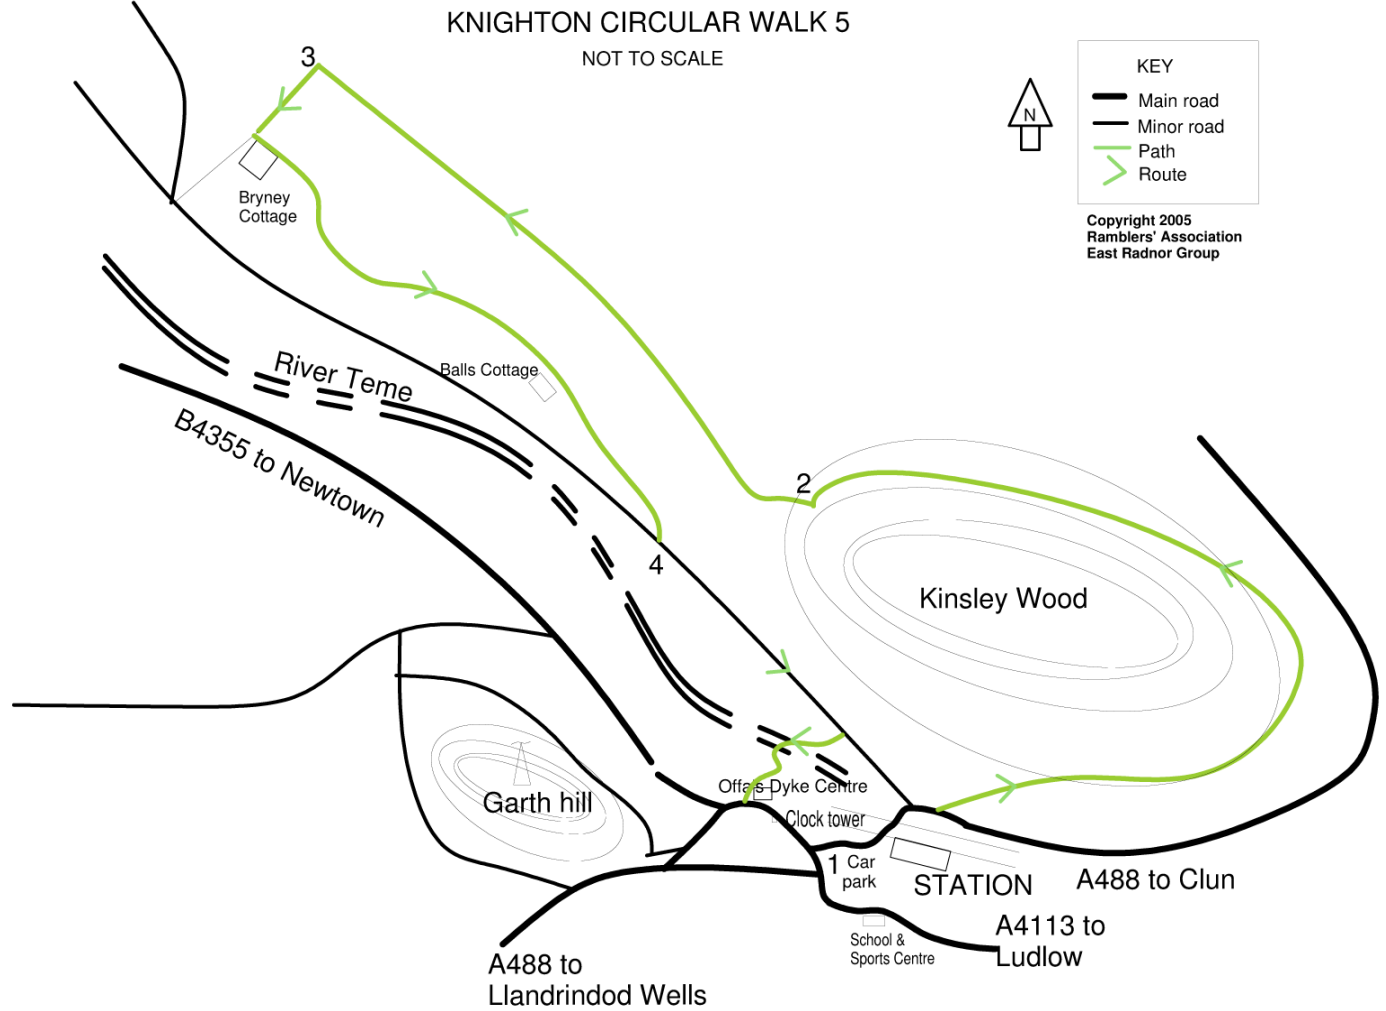 KNIGHTON CIRCULAR WALK 5
NOT TO SCALE
3
N
KEY
Main road
Minor road
Path
Route
Copyright 2005
Ramblers' Association
East Radnor Group
Bryney
Cottage
River Teme
Balls Cottage
B4355 to Newtown
2
4
Kinsley Wood
Garth hill
Offa's Dyke Centre
Clock tower
1
Car
park
STATION
A488 to Clun
A4113 to
Ludlow
School &
Sports Centre
A488 to
Llandrindod Wells